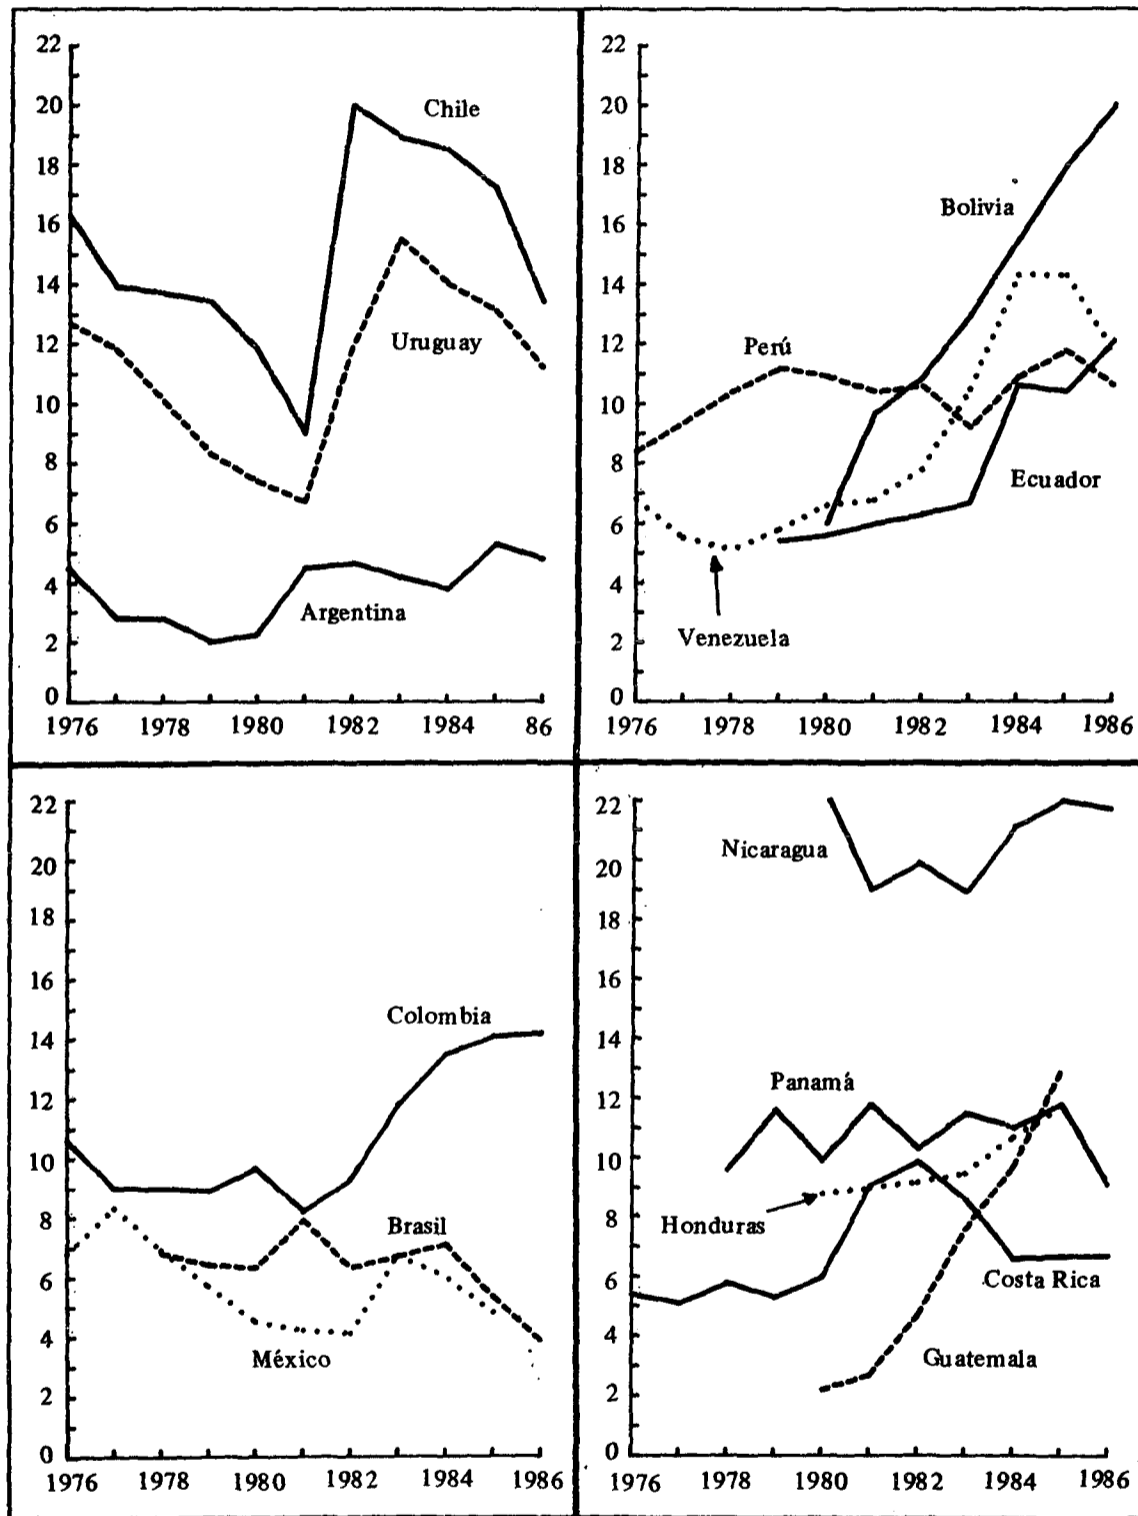 22
20
18
16
14
12
10
8
6
4
2
0
Chile
Uruguay
Argentina
1976 1978 1980 1982 1984 86
22
20
18
16
14
12
10
8
6
4
2
0
Bolivia
Perú
Ecuador
Venezuela
1976 1978 1980 1982 1984 1986
22
20
18
16
14
12
10
8
6
4
2
0
Colombia
Brasil
México
1976 1978 1980 1982 1984 1986
22
20
18
16
14
12
10
8
6
4
2
0
Nicaragua
Panamá
Honduras
Costa Rica
Guatemala
1976 1978 1980 1982 1984 1986